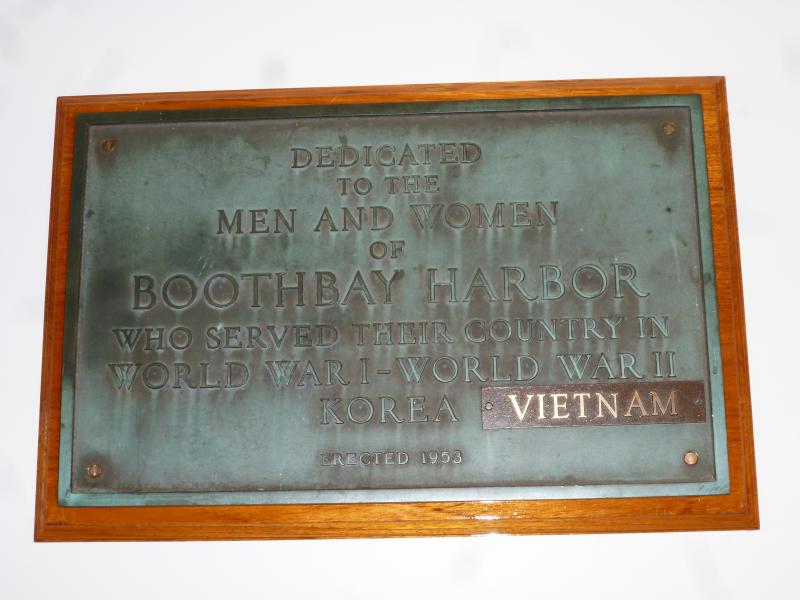 DEDICATED
TO THE
MEN AND WOMEN
OF
BOOTHBAY HARBOR
WHO SERVED THEIR COUNTRY IN
WORLD WAR I - WORLD WAR II
KOREA VIETNAM
ERECTED 1953